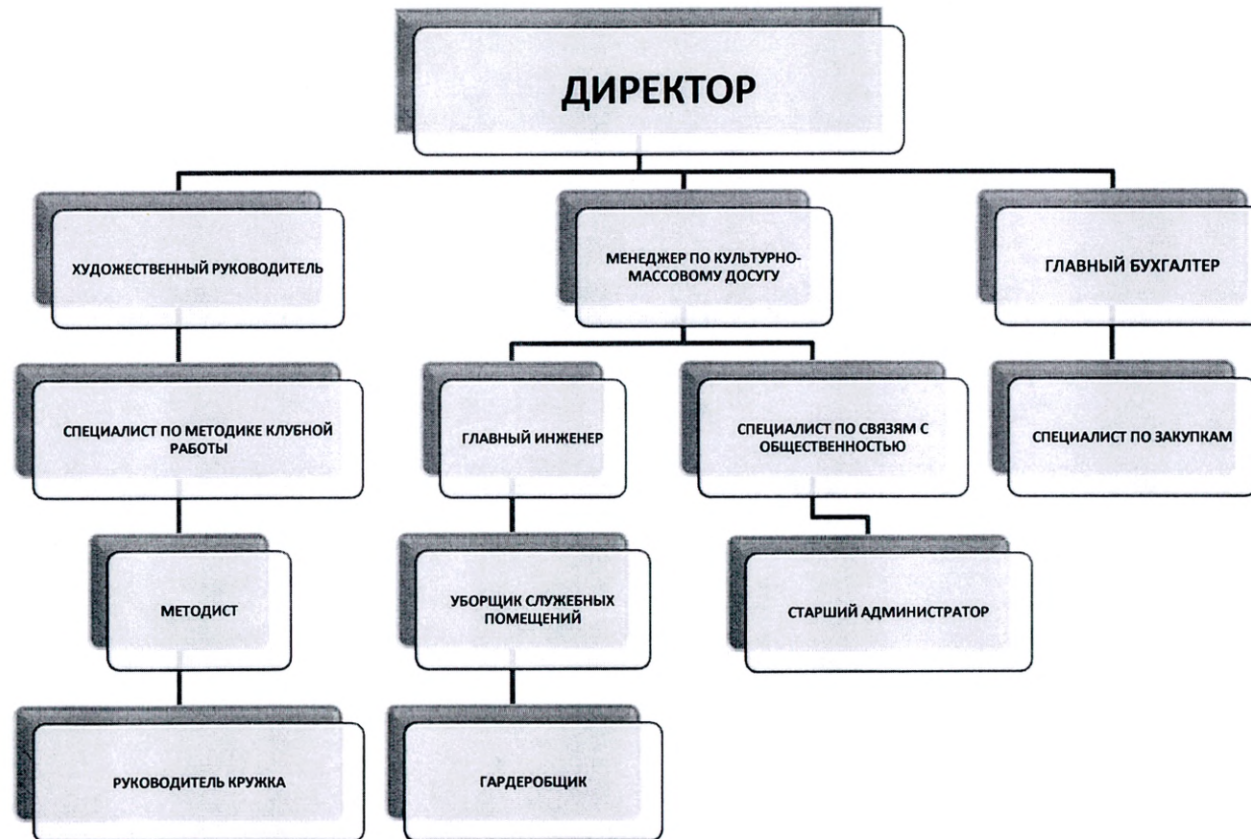 ДИРЕКТОР
ХУДОЖЕСТВЕННЫЙ РУКОВОДИТЕЛЬ
МЕНЕДЖЕР ПО КУЛЬТУРНО-
МАССОВОМУ ДОСУГУ
ГЛАВНЫЙ БУХГАЛТЕР
СПЕЦИАЛИСТ ПО МЕТОДИКЕ КЛУБНОЙ
РАБОТЫ
ГЛАВНЫЙ ИНЖЕНЕР
СПЕЦИАЛИСТ ПО СВЯЗЯМ С
ОБЩЕСТВЕННОСТЬЮ
СПЕЦИАЛИСТ ПО ЗАКУПКАМ
МЕТОДИСТ
УБОРЩИК СЛУЖЕБНЫХ
ПОМЕЩЕНИЙ
СТАРШИЙ АДМИНИСТРАТОР
РУКОВОДИТЕЛЬ КРУЖКА
ГАРДЕРОБЩИК